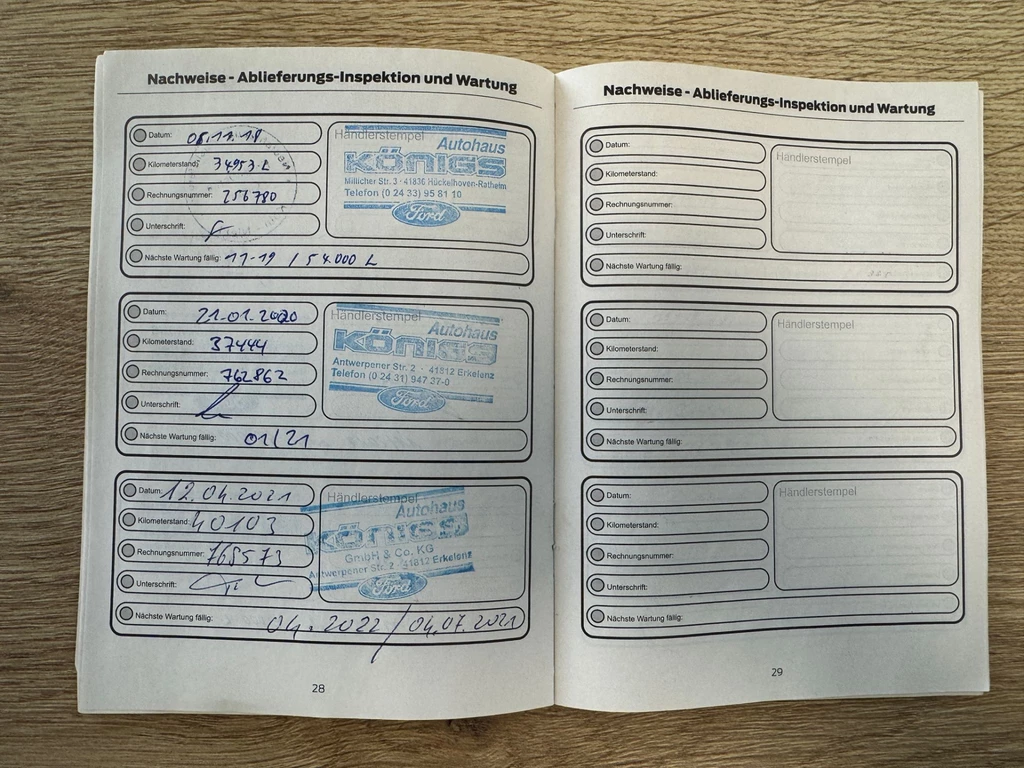 Nachweise - Ablieferungs-Inspektion und Wartung
Datum: 05.11.18
Kilometerstand: 34953 L
Rechnungsnummer: 256780
Unterschrift:
Nächste Wartung fällig: 11-19 / 54.000 L
Händlerstempel
Autohaus
KÖNIGS
Millicher Str. 3 · 41836 Hückelhoven-Ratheim
Telefon (0 24 33) 95 81 10
Ford
Datum: 21.01.2020
Kilometerstand: 37444
Rechnungsnummer: 762862
Unterschrift:
Nächste Wartung fällig: 01/21
Händlerstempel
Autohaus
KÖNIGS
Antwerpener Str. 2 · 41812 Erkelenz
Telefon (0 24 31) 947 37-0
Ford
Datum: 12.04.2021
Kilometerstand: 40103
Rechnungsnummer: 765573
Unterschrift:
Nächste Wartung fällig: 04.2022 / 04.07.2021
Händlerstempel
Autohaus
KÖNIGS
GmbH & Co. KG
Antwerpener Str. 2 · 41812 Erkelenz
Ford
28
Nachweise - Ablieferungs-Inspektion und Wartung
Datum:
Kilometerstand:
Rechnungsnummer:
Unterschrift:
Nächste Wartung fällig:
Händlerstempel
Datum:
Kilometerstand:
Rechnungsnummer:
Unterschrift:
Nächste Wartung fällig:
Händlerstempel
Datum:
Kilometerstand:
Rechnungsnummer:
Unterschrift:
Nächste Wartung fällig:
Händlerstempel
29